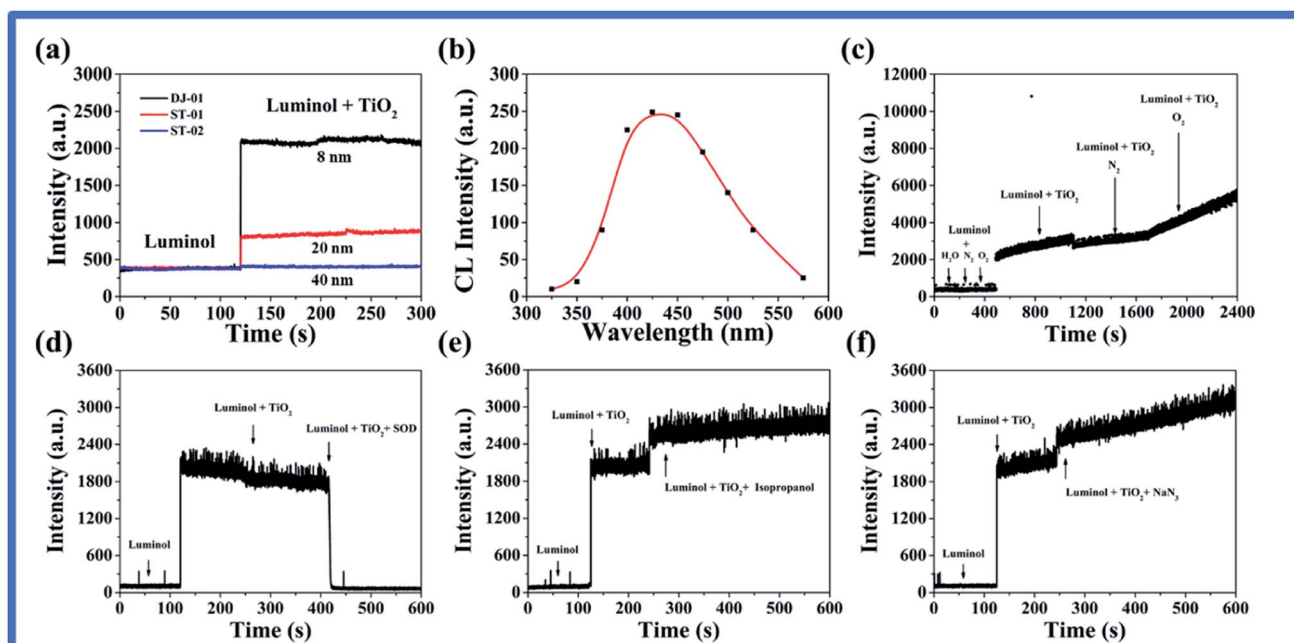 (a)
Intensity (a.u.)
3000
2500
2000
1500
1000
500
0
DJ-01
ST-01
ST-02
Luminol + TiO2
8 nm
Luminol
20 nm
40 nm
0 50 100 150 200 250 300
Time (s)
(b)
CL Intensity (a.u.)
300
250
200
150
100
50
0
300 350 400 450 500 550 600
Wavelength (nm)
(c)
Intensity (a.u.)
12000
10000
8000
6000
4000
2000
0
Luminol + TiO2
O2
Luminol + TiO2
N2
Luminol + TiO2
Luminol
+
H2O N2 O2
0 400 800 1200 1600 2000 2400
Time (s)
(d)
Intensity (a.u.)
3600
3000
2400
1800
1200
600
0
Luminol + TiO2
Luminol + TiO2+ SOD
Luminol
0 100 200 300 400 500 600
Time (s)
(e)
Intensity (a.u.)
3600
3000
2400
1800
1200
600
0
Luminol + TiO2
Luminol + TiO2+ Isopropanol
Luminol
0 150 300 450 600
Time (s)
(f)
Intensity (a.u.)
3600
3000
2400
1800
1200
600
0
Luminol + TiO2
Luminol + TiO2+ NaN3
Luminol
0 100 200 300 400 500 600
Time (s)